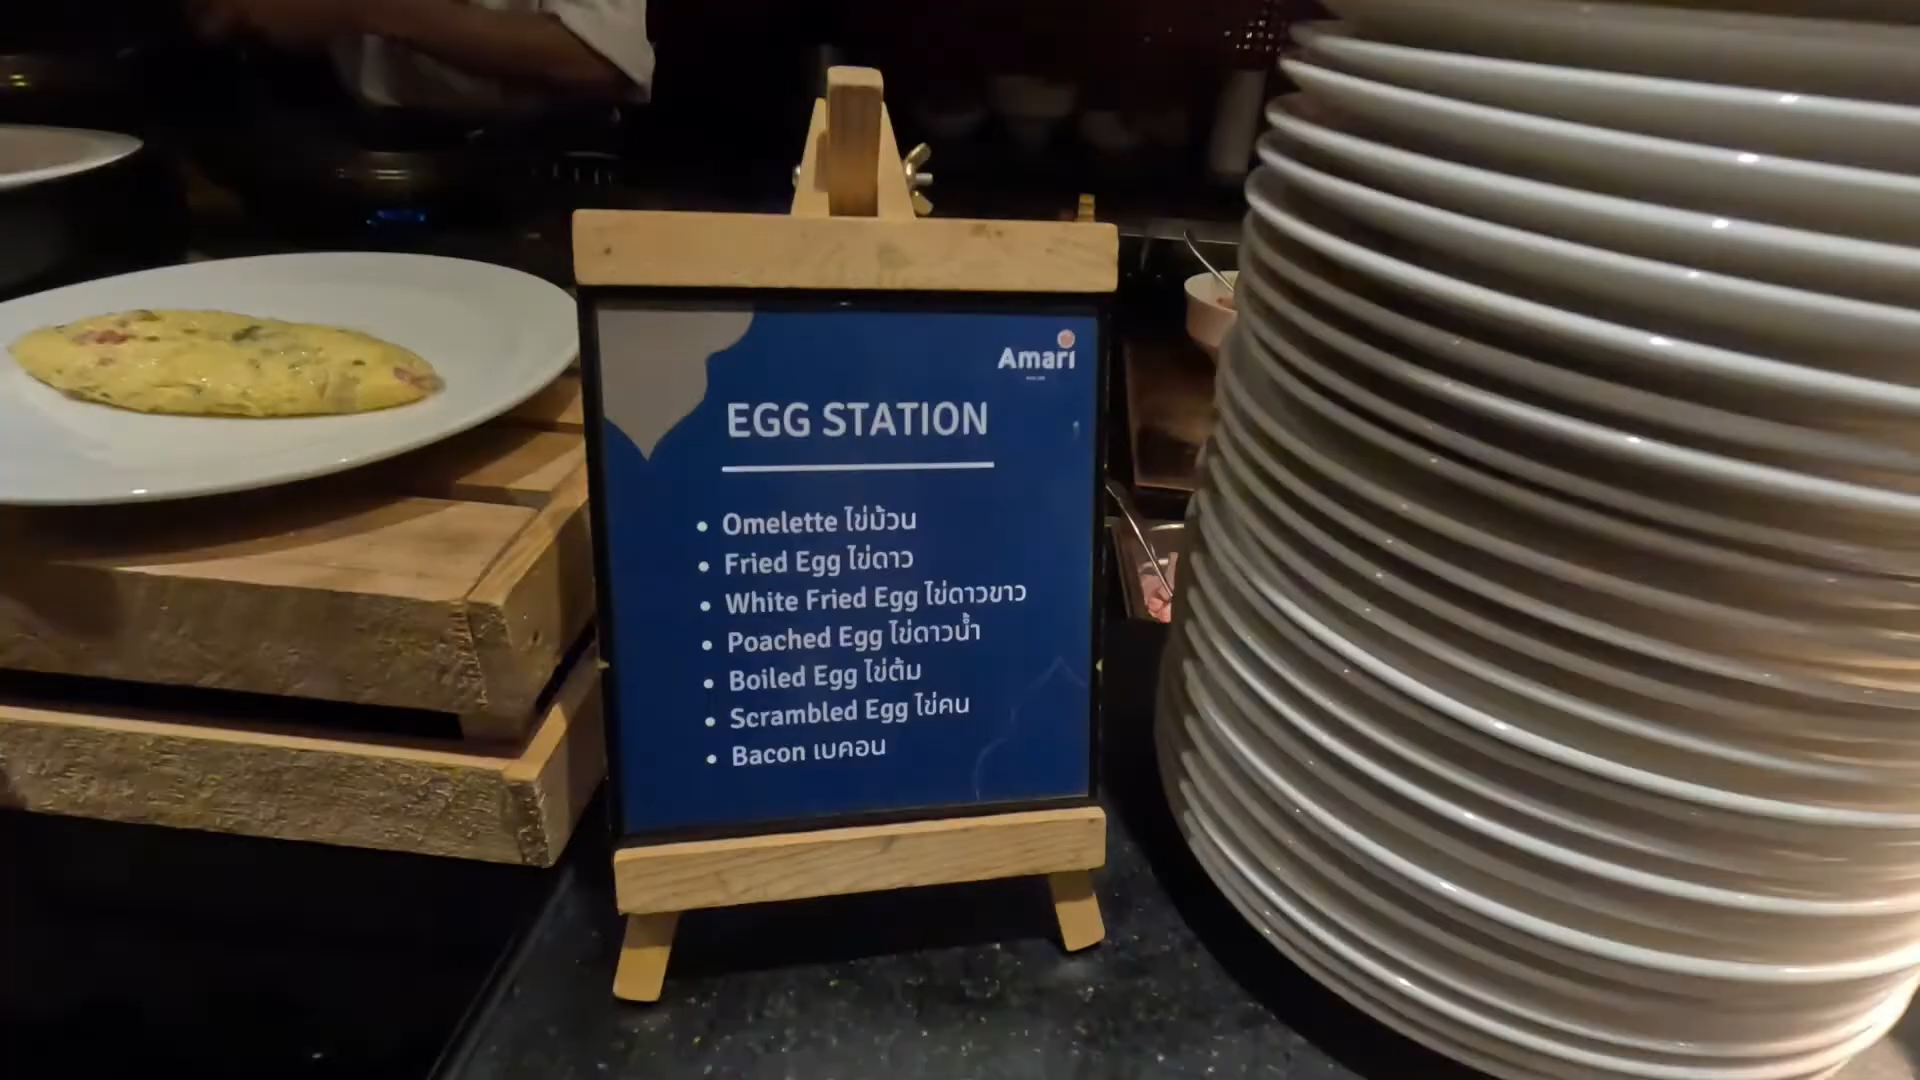 Amari
EGG STATION
• Omelette ไข่ม้วน
• Fried Egg ไข่ดาว
• White Fried Egg ไข่ดาวขาว
• Poached Egg ไข่ดาวน้ำ
• Boiled Egg ไข่ต้ม
• Scrambled Egg ไข่คน
• Bacon เบคอน